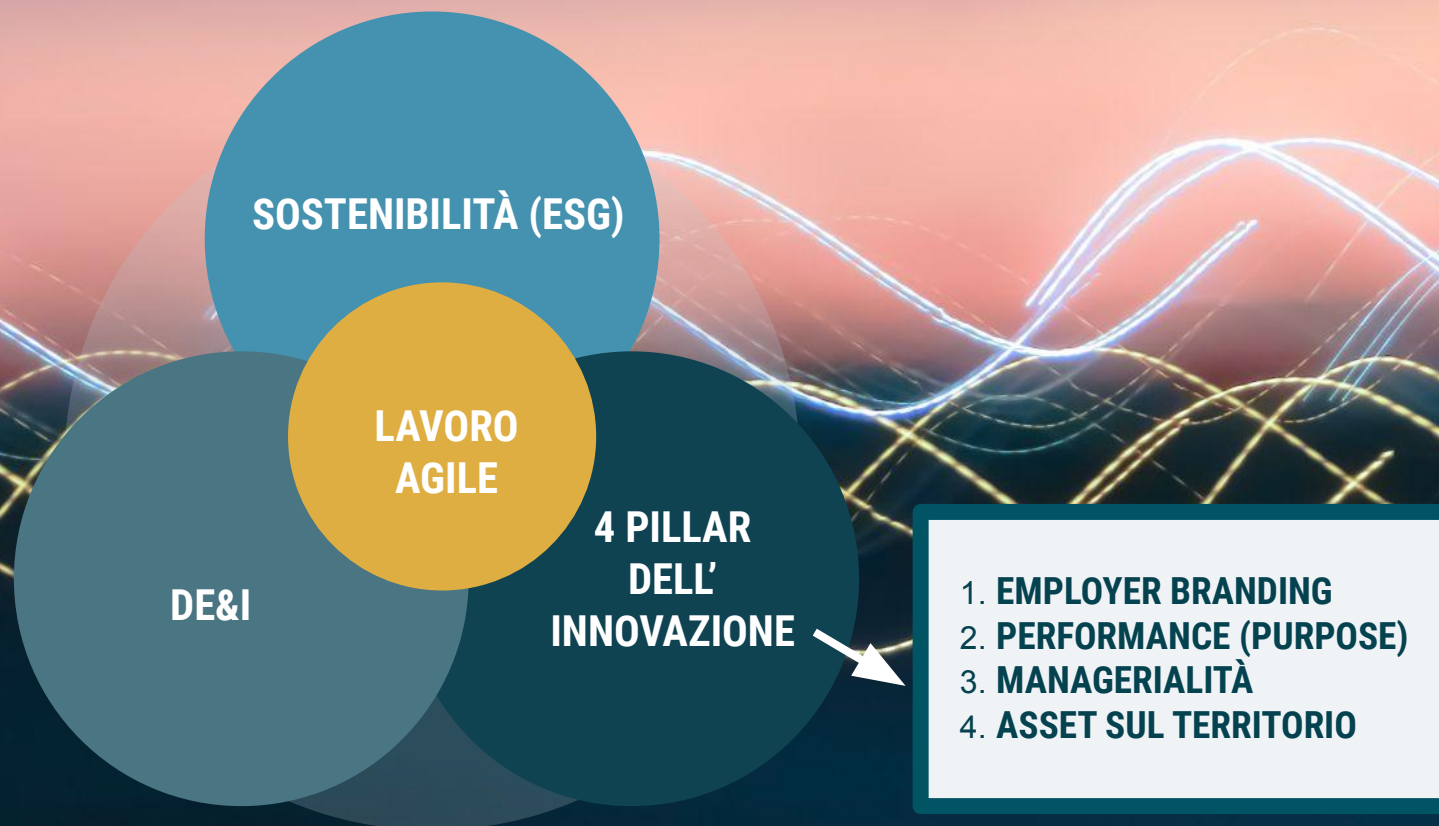 SOSTENIBILITÀ (ESG)
LAVORO
AGILE
4 PILLAR
DELL’
INNOVAZIONE
DE&I
1. EMPLOYER BRANDING
2. PERFORMANCE (PURPOSE)
3. MANAGERIALITÀ
4. ASSET SUL TERRITORIO